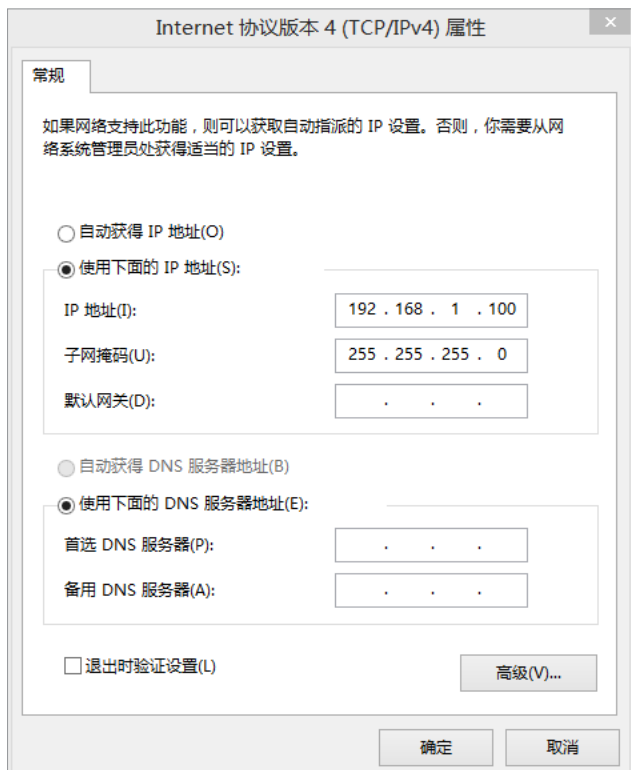 Internet 协议版本 4 (TCP/IPv4) 属性
常规
如果网络支持此功能，则可以获取自动指派的 IP 设置。否则，你需要从网
络系统管理员处获得适当的 IP 设置。
自动获得 IP 地址(O)
使用下面的 IP 地址(S):
IP 地址(I): 192 . 168 . 1 . 100
子网掩码(U): 255 . 255 . 255 . 0
默认网关(D): . . .
自动获得 DNS 服务器地址(B)
使用下面的 DNS 服务器地址(E):
首选 DNS 服务器(P): . . .
备用 DNS 服务器(A): . . .
退出时验证设置(L)
高级(V)...
确定 取消